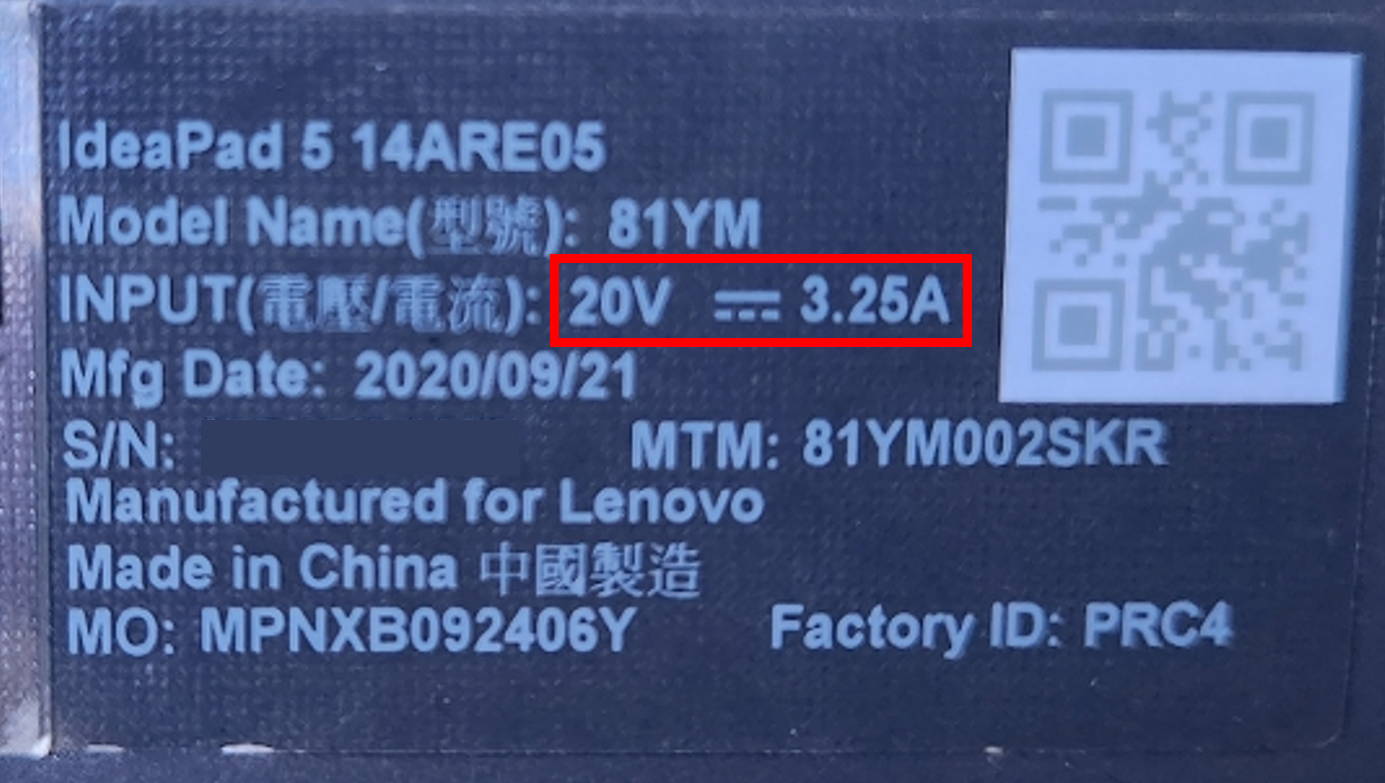 IdeaPad 5 14ARE05
Model Name(型號): 81YM
INPUT(電壓/電流): 20V ⎓ 3.25A
Mfg Date: 2020/09/21
S/N: MTM: 81YM002SKR
Manufactured for Lenovo
Made in China 中國製造
MO: MPNXB092406Y Factory ID: PRC4